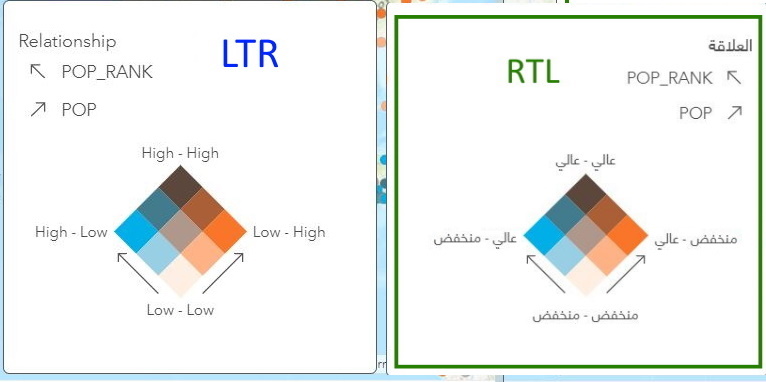 Relationship
LTR
POP_RANK
POP
High - High
High - Low
Low - High
Low - Low
العلاقة
RTL
POP_RANK
POP
عالي - عالي
منخفض - عالي
عالي - منخفض
منخفض - منخفض